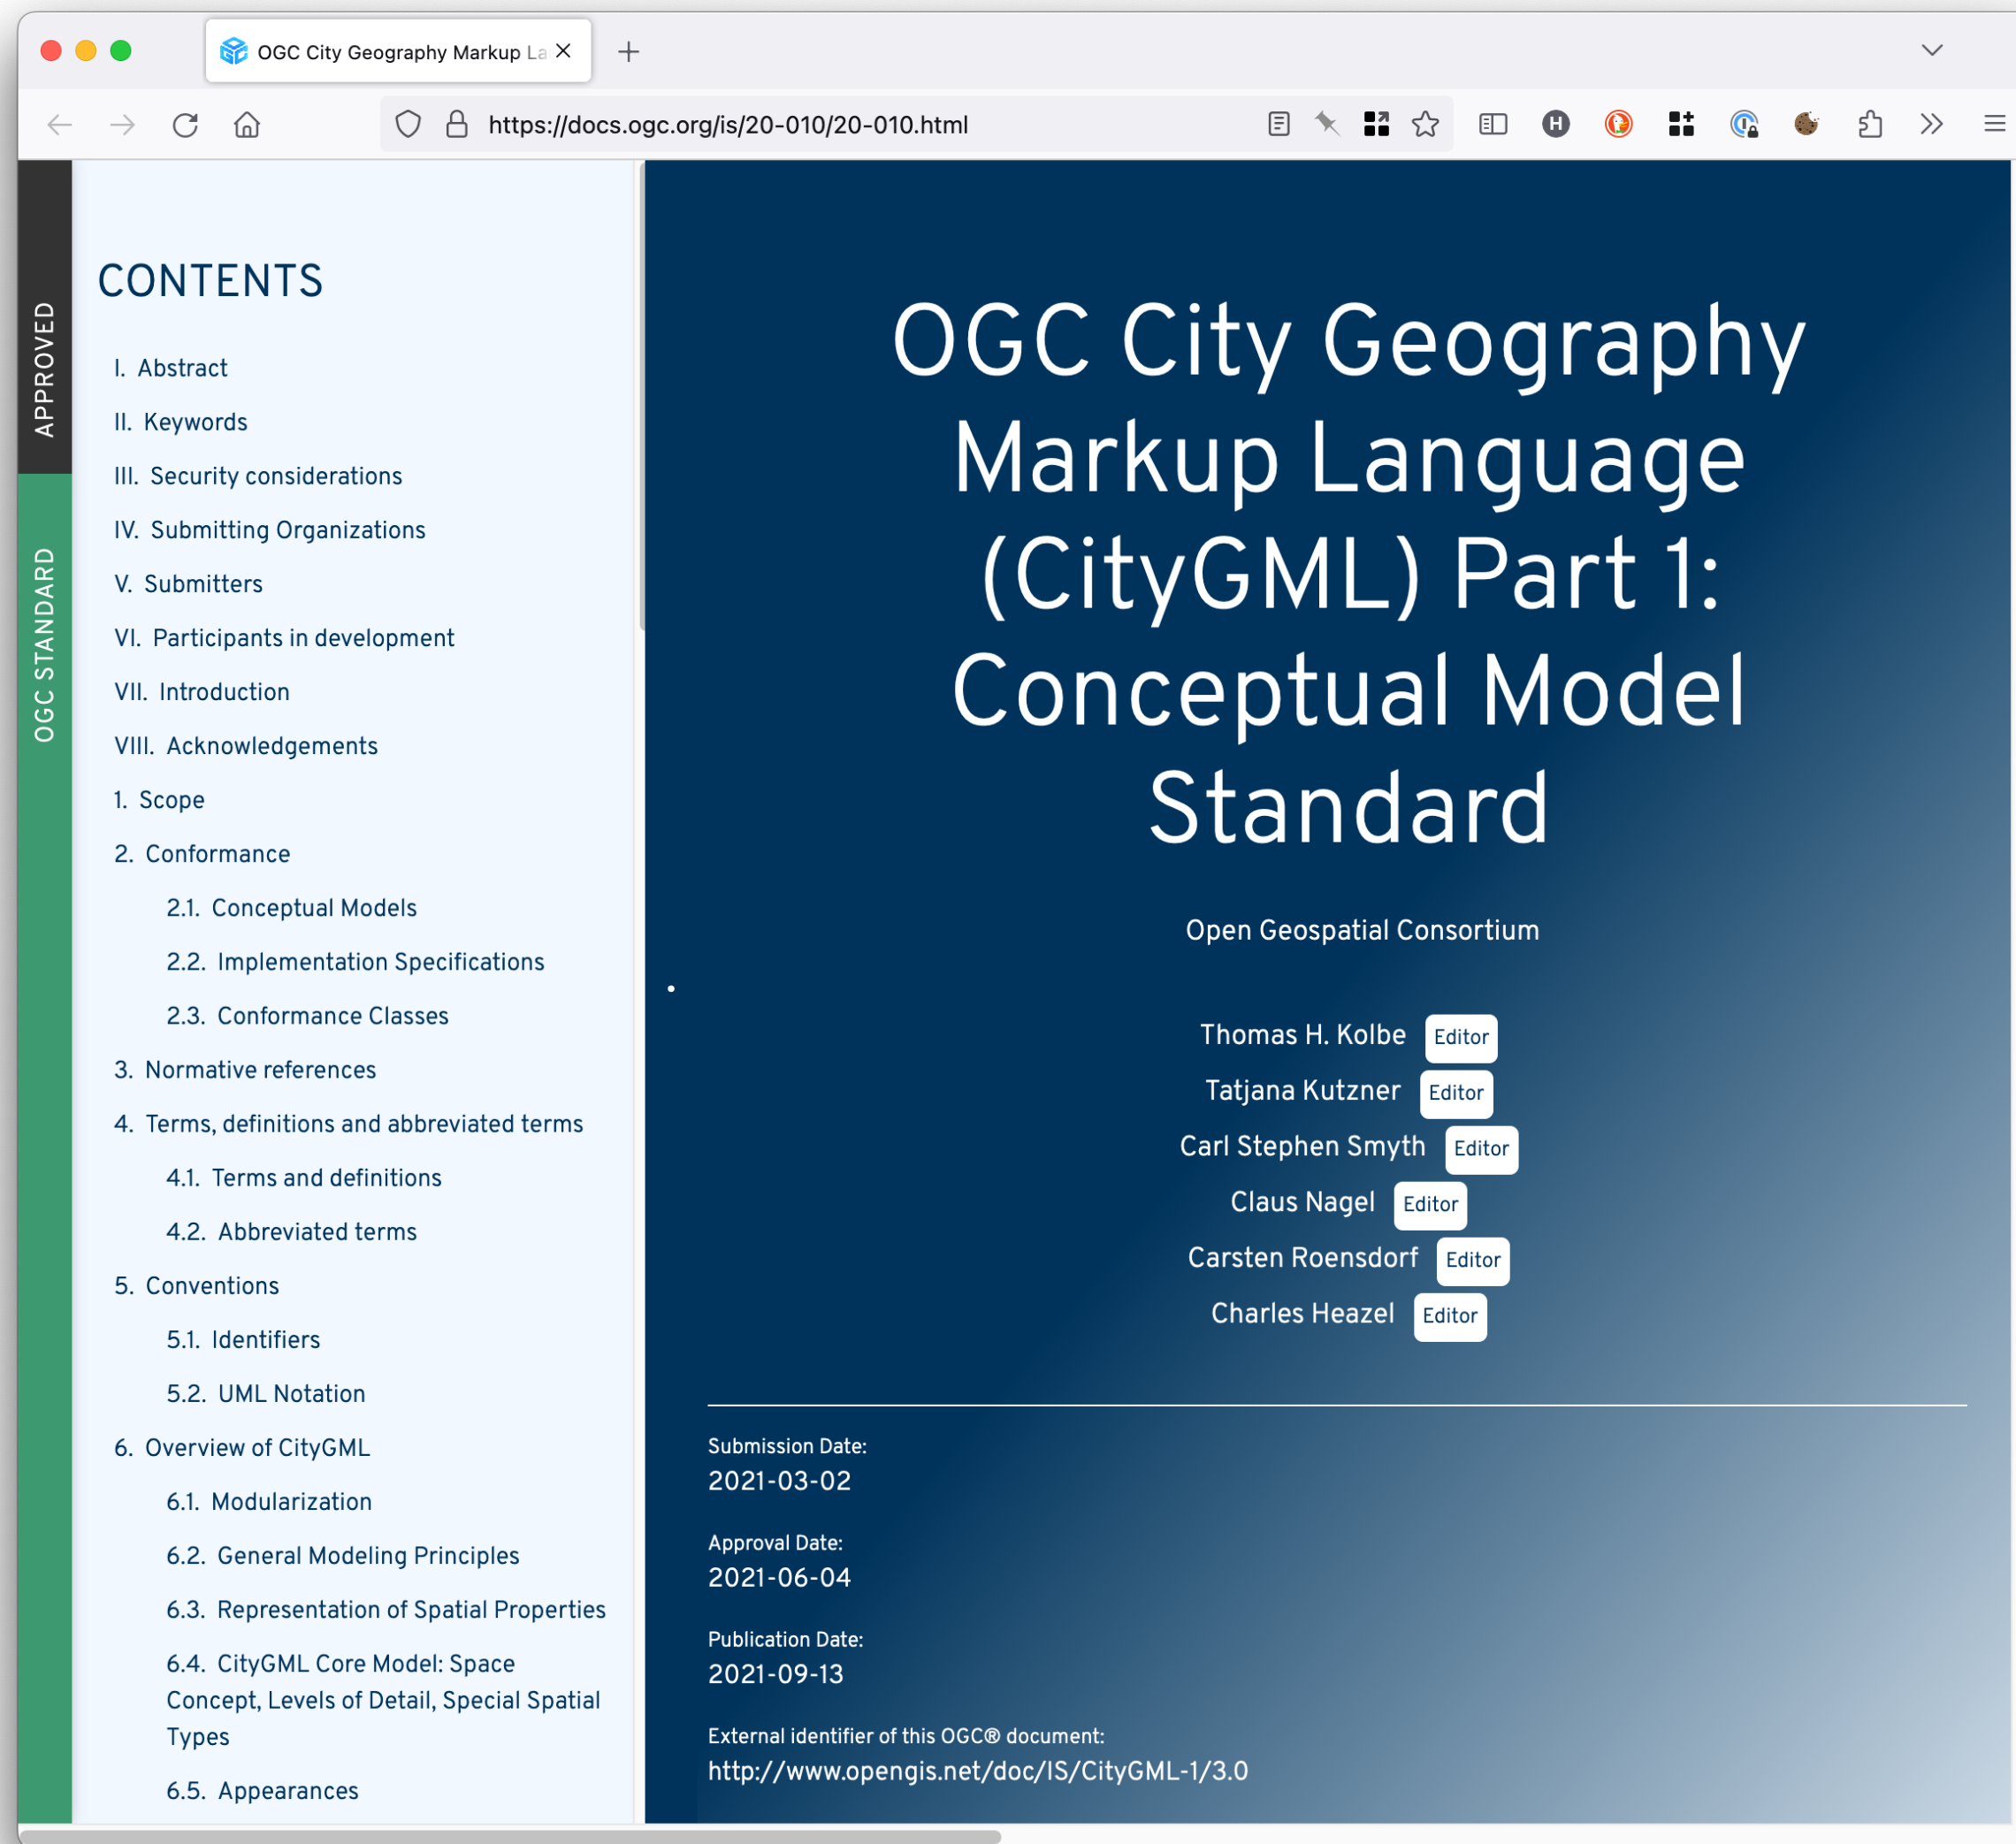 OGC City Geography Markup La
https://docs.ogc.org/is/20-010/20-010.html
APPROVED
OGC STANDARD
CONTENTS
I. Abstract
II. Keywords
III. Security considerations
IV. Submitting Organizations
V. Submitters
VI. Participants in development
VII. Introduction
VIII. Acknowledgements
1. Scope
2. Conformance
2.1. Conceptual Models
2.2. Implementation Specifications
2.3. Conformance Classes
3. Normative references
4. Terms, definitions and abbreviated terms
4.1. Terms and definitions
4.2. Abbreviated terms
5. Conventions
5.1. Identifiers
5.2. UML Notation
6. Overview of CityGML
6.1. Modularization
6.2. General Modeling Principles
6.3. Representation of Spatial Properties
6.4. CityGML Core Model: Space
Concept, Levels of Detail, Special Spatial
Types
6.5. Appearances
OGC City Geography
Markup Language
(CityGML) Part 1:
Conceptual Model
Standard
Open Geospatial Consortium
Thomas H. Kolbe Editor
Tatjana Kutzner Editor
Carl Stephen Smyth Editor
Claus Nagel Editor
Carsten Roensdorf Editor
Charles Heazel Editor
Submission Date:
2021-03-02
Approval Date:
2021-06-04
Publication Date:
2021-09-13
External identifier of this OGC® document:
http://www.opengis.net/doc/IS/CityGML-1/3.0